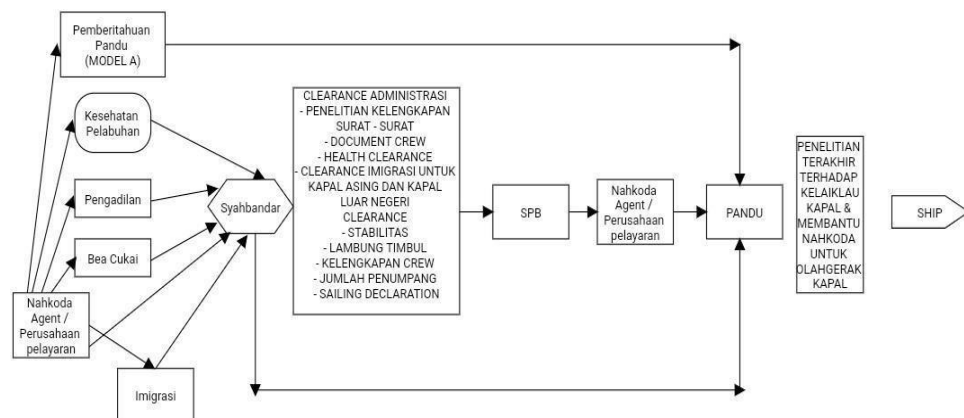 Pemberitahuan
Pandu
(MODEL A)
Kesehatan
Pelabuhan
Pengadilan
Bea Cukai
Nahkoda
Agent /
Perusahaan
pelayaran
Imigrasi
Syahbandar
CLEARANCE ADMINISTRASI
- PENELITIAN KELENGKAPAN
SURAT - SURAT
- DOCUMENT CREW
- HEALTH CLEARANCE
- CLEARANCE IMIGRASI UNTUK
KAPAL ASING DAN KAPAL
LUAR NEGERI
CLEARANCE
- STABILITAS
- LAMBUNG TIMBUL
- KELENGKAPAN CREW
- JUMLAH PENUMPANG
- SAILING DECLARATION
SPB
Nahkoda
Agent /
Perusahaan
pelayaran
PANDU
PENELITIAN
TERAKHIR
TERHADAP
KELAIKLAU
KAPAL &
MEMBANTU
NAHKODA
UNTUK
OLAHGERAK
KAPAL
SHIP